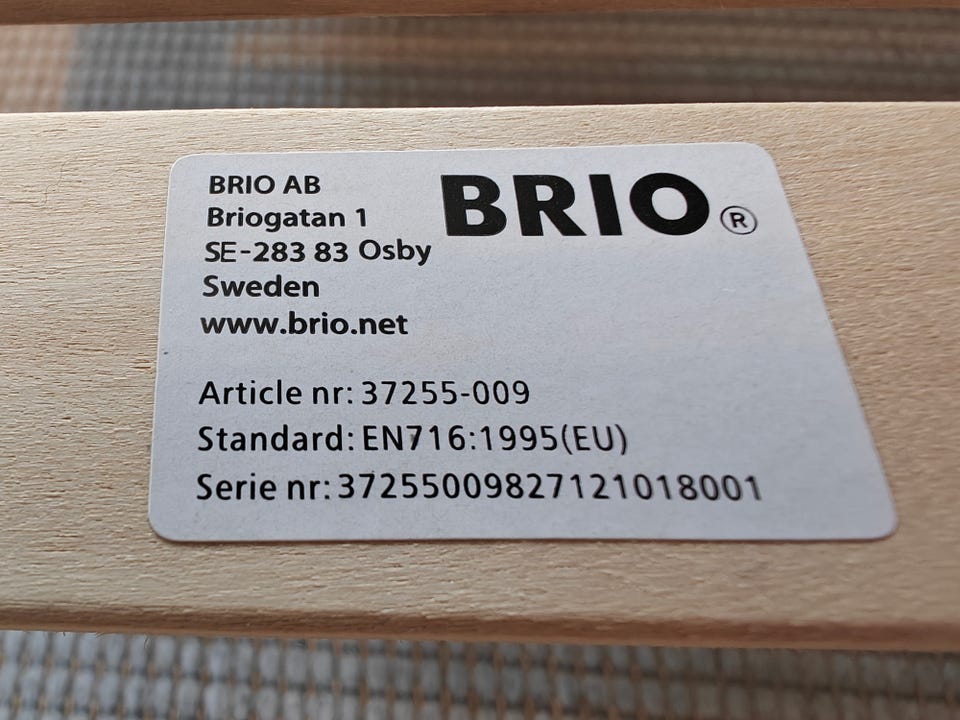 BRIO AB
Briogatan 1
SE-283 83 Osby
Sweden
www.brio.net
BRIO®
Article nr: 37255-009
Standard: EN716:1995(EU)
Serie nr: 37255009827121018001